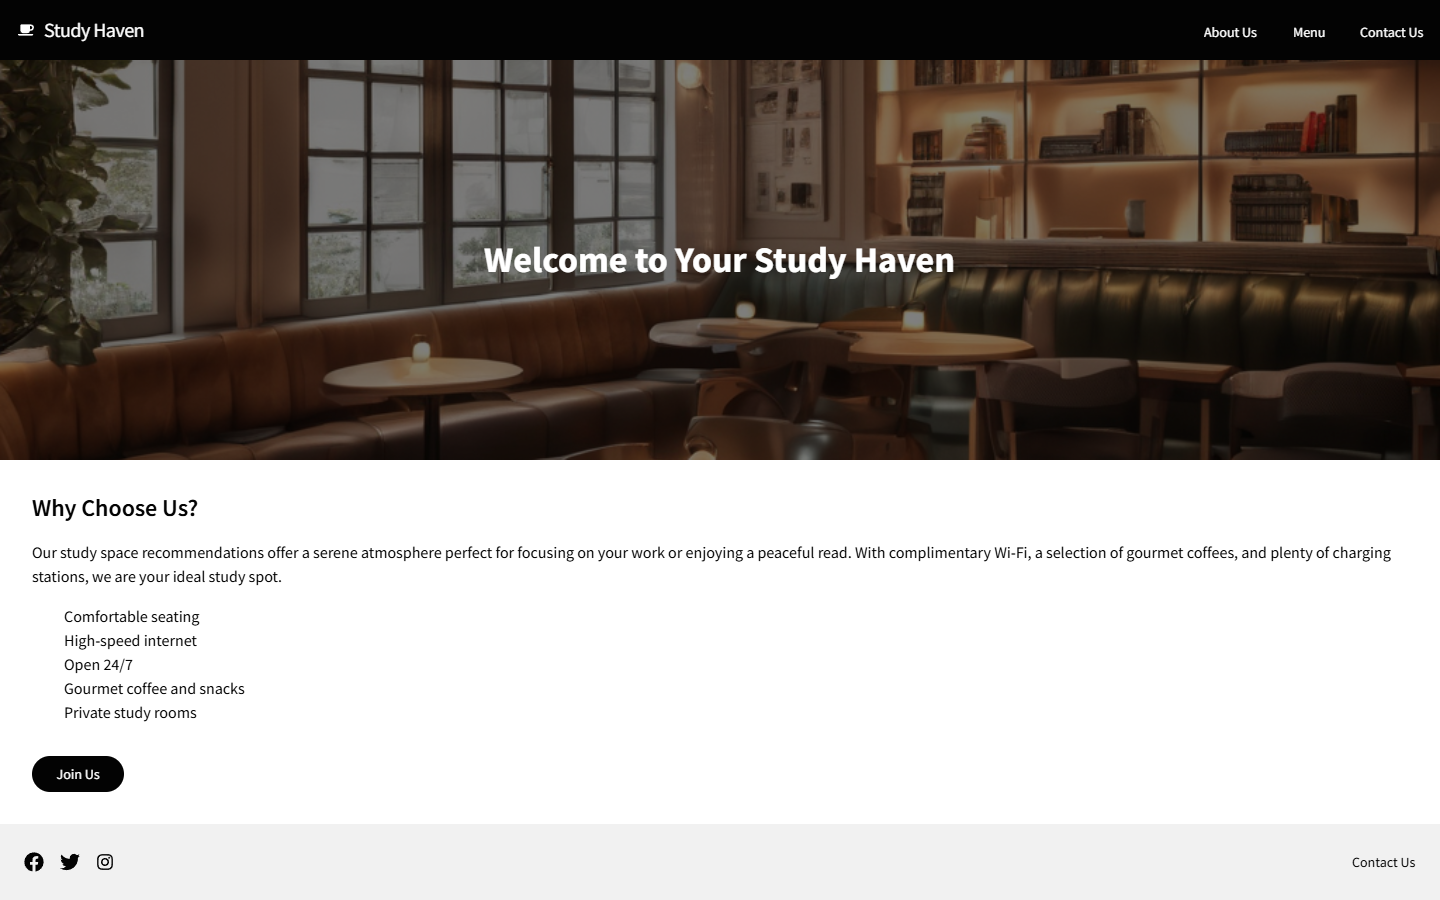 Study Haven
About Us
Menu
Contact Us
Welcome to Your Study Haven
Why Choose Us?
Our study space recommendations offer a serene atmosphere perfect for focusing on your work or enjoying a peaceful read. With complimentary Wi-Fi, a selection of gourmet coffees, and plenty of charging
stations, we are your ideal study spot.
Comfortable seating
High-speed internet
Open 24/7
Gourmet coffee and snacks
Private study rooms
Join Us
Contact Us